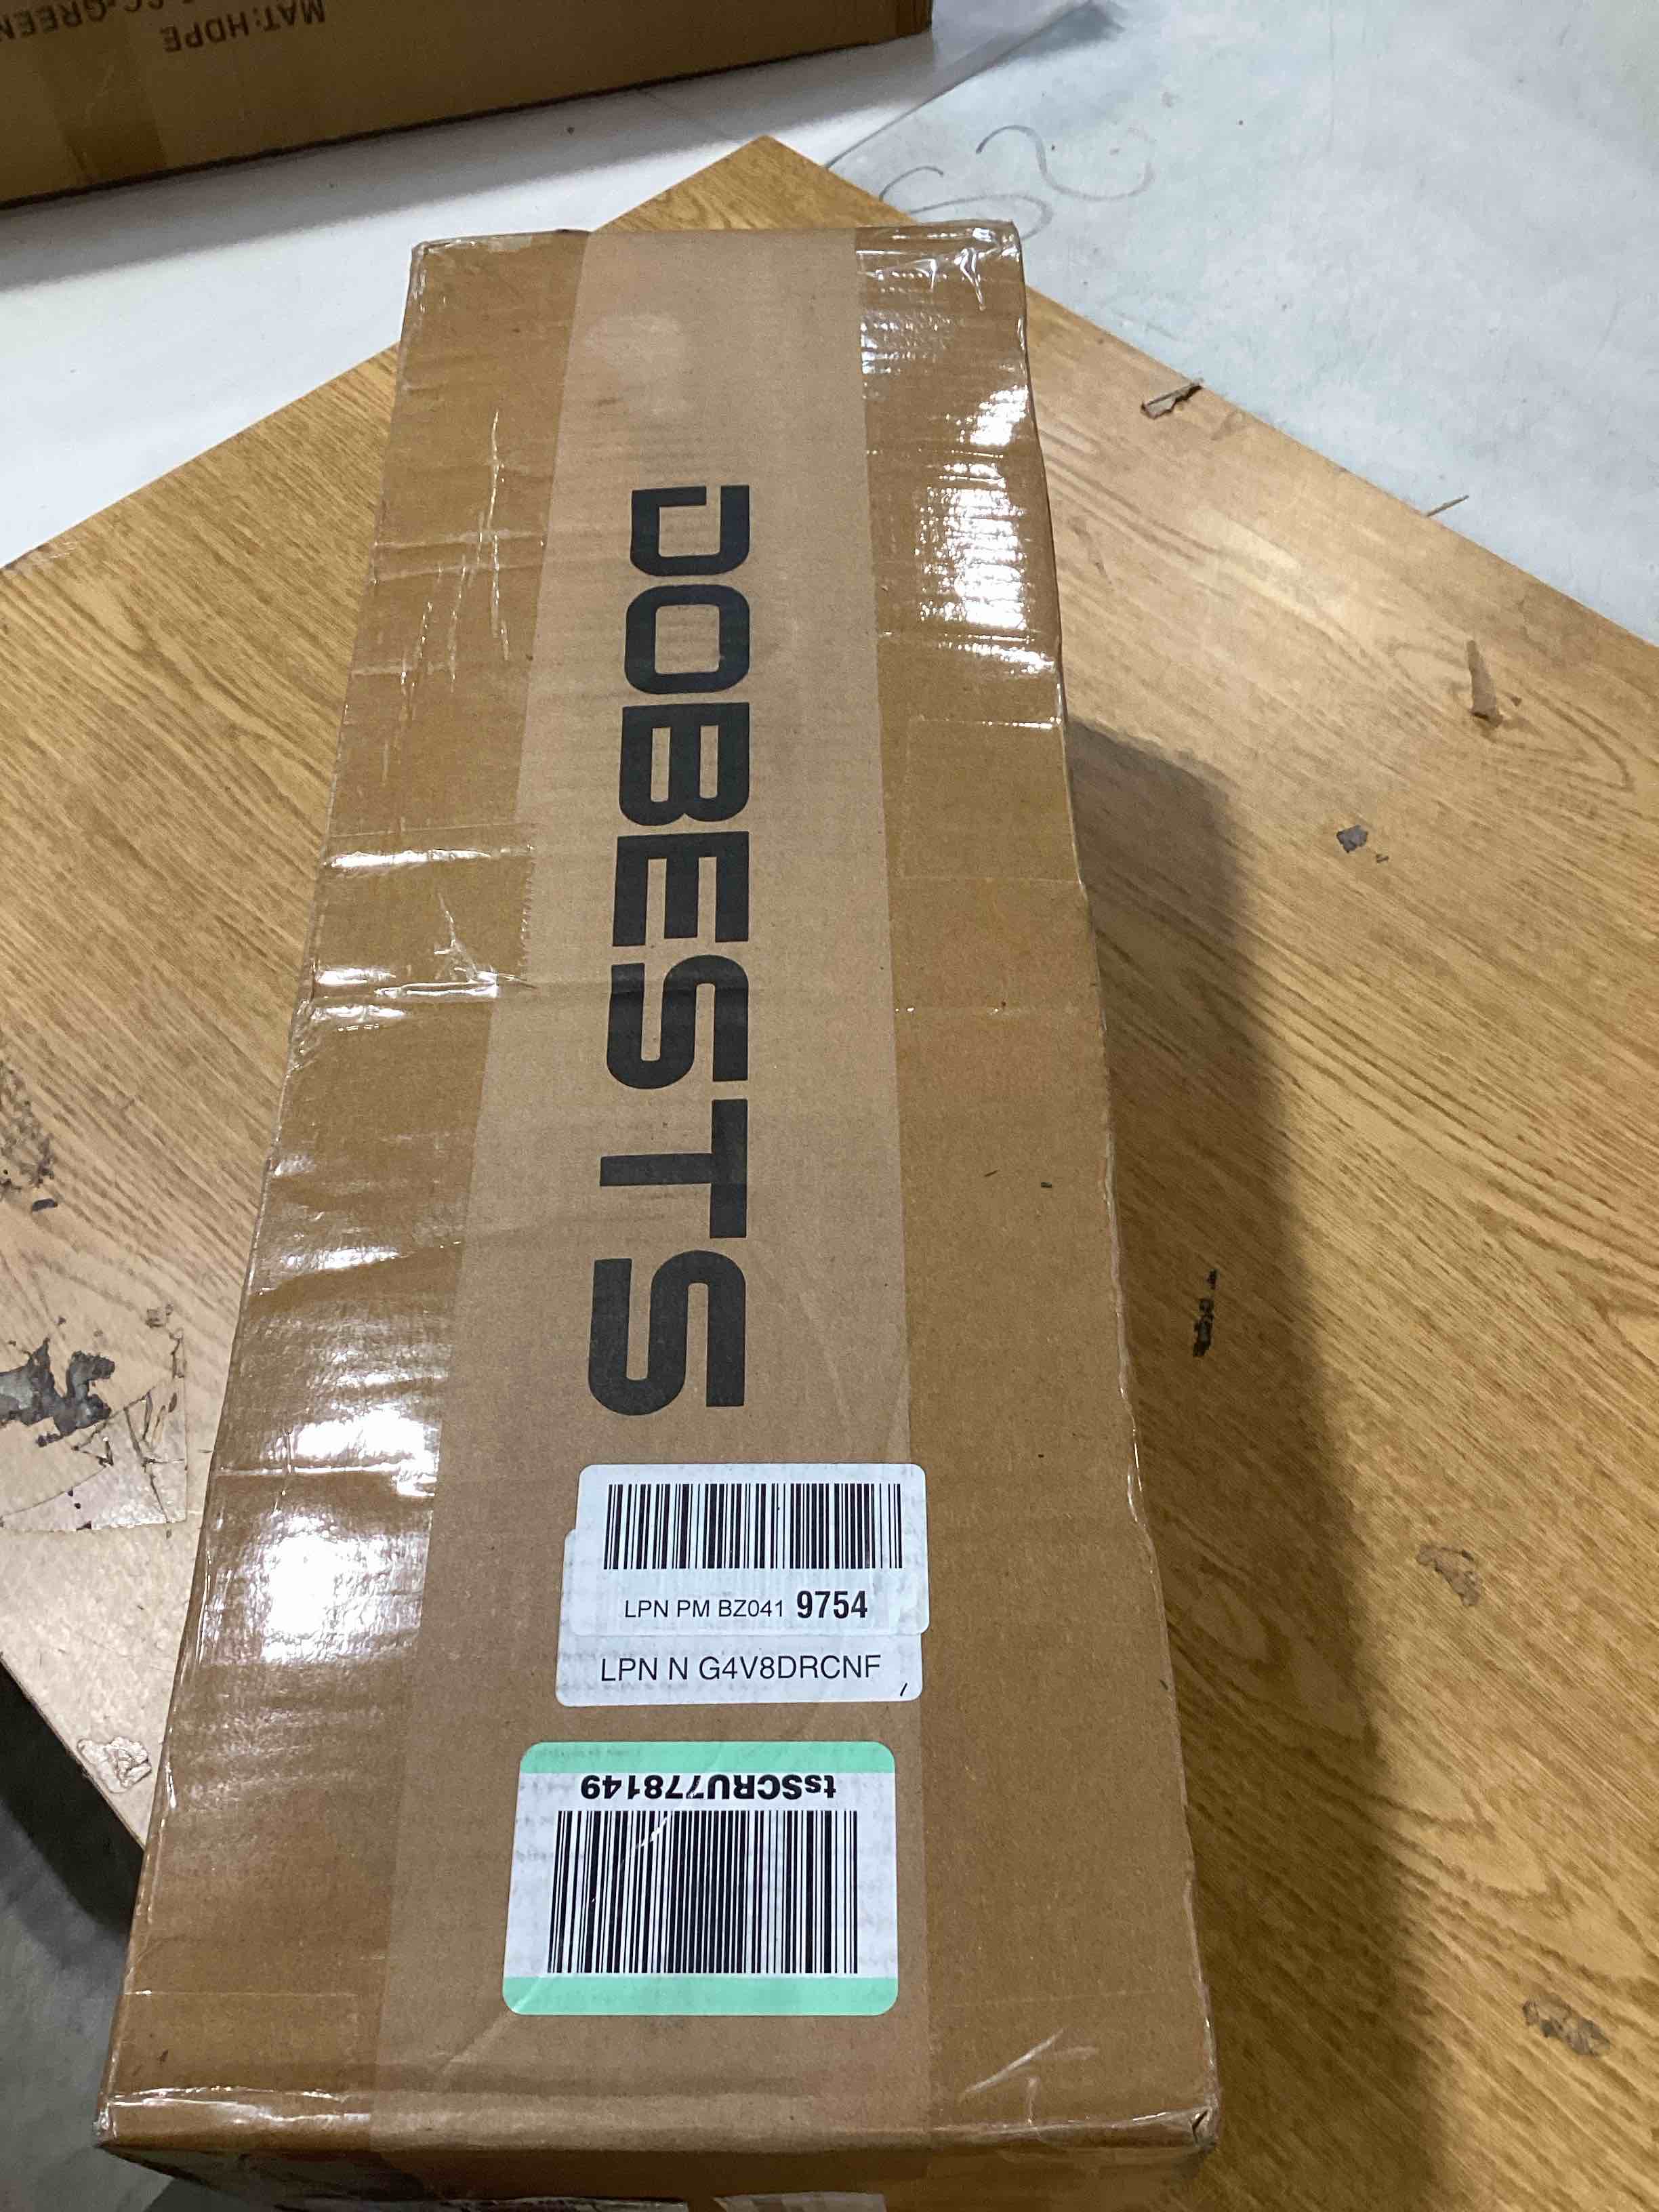 MAT:HDPE
DOBESTS
LPN PM BZ041 9754
LPN N G4V8DRCNF
tsSCRU778149